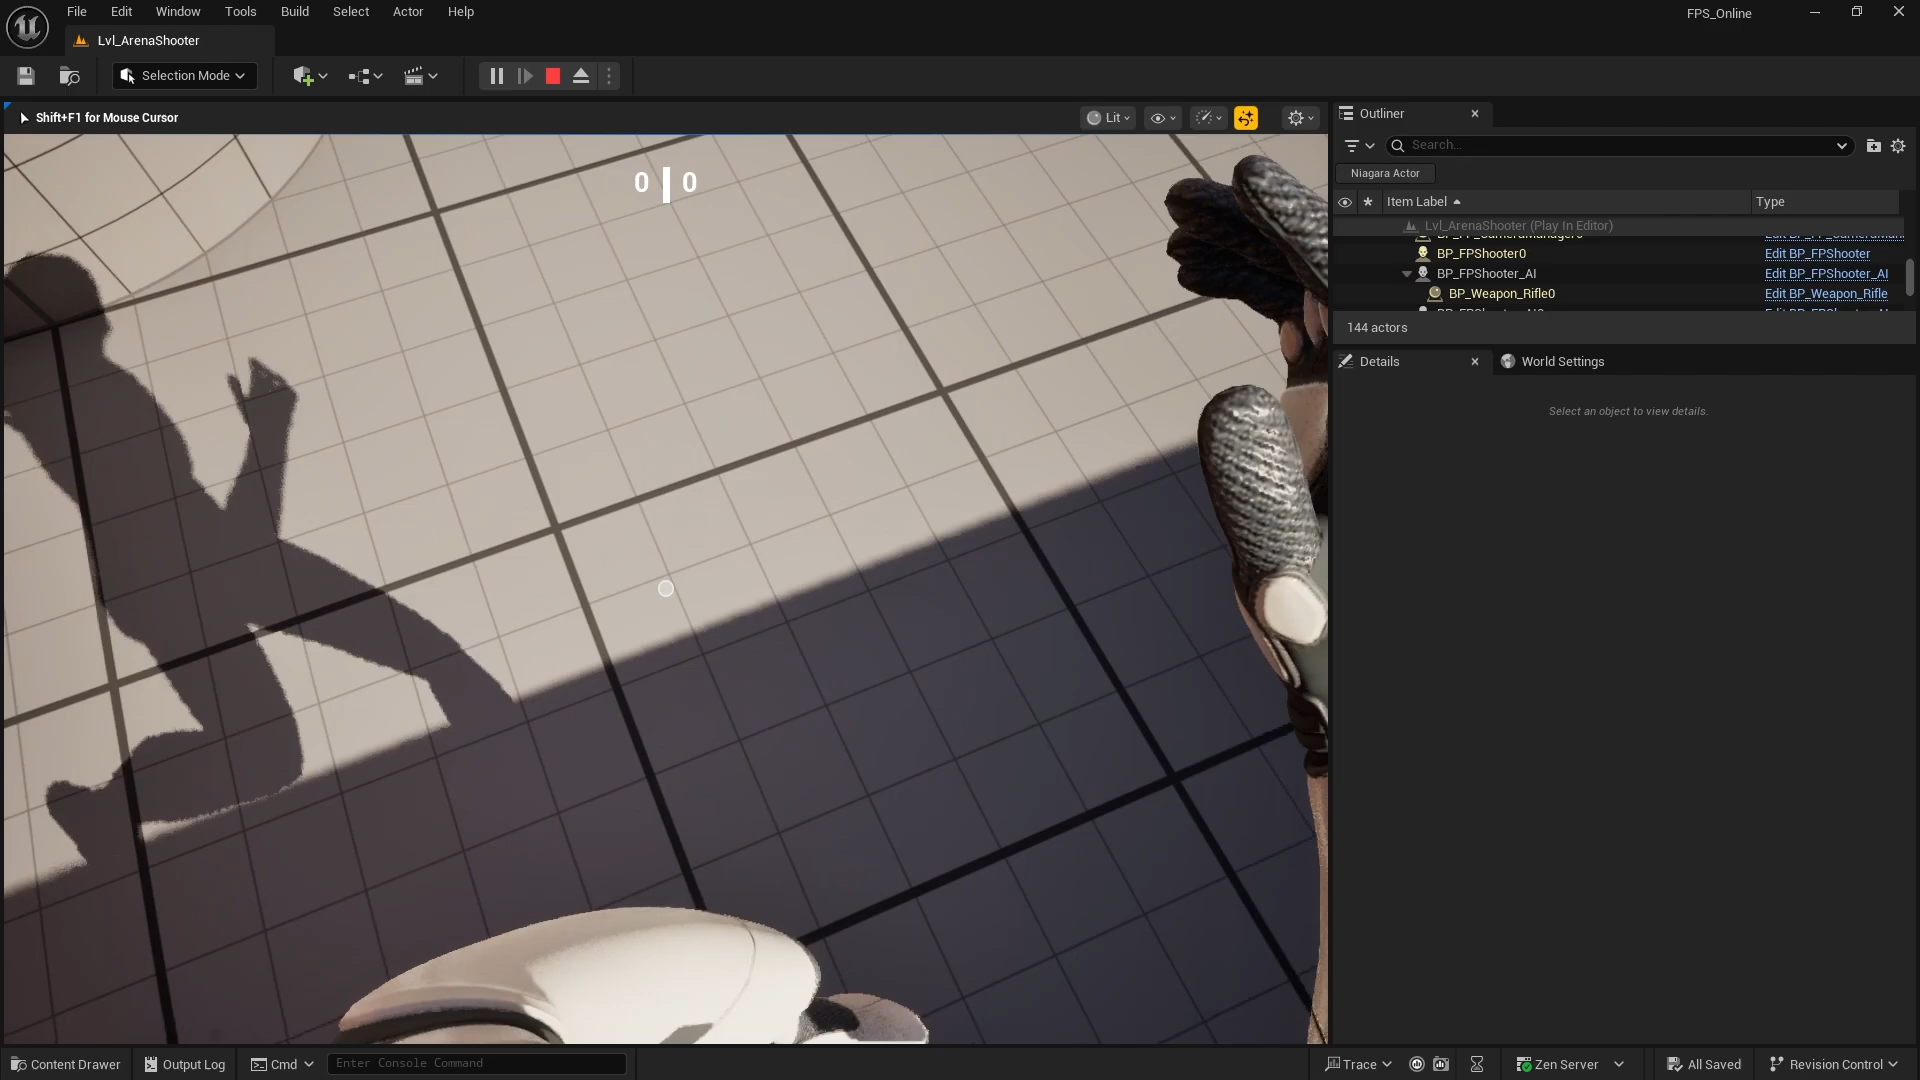 File Edit Window Tools Build Select Actor Help
FPS_Online
Lvl_ArenaShooter
Selection Mode
Shift+F1 for Mouse Cursor
Lit
0 0
Outliner
Search...
Niagara Actor
Item Label Type
Lvl_ArenaShooter (Play In Editor)
BP_FPShooter0 Edit BP_FPShooter
BP_FPShooter_AI Edit BP_FPShooter_AI
BP_Weapon_Rifle0 Edit BP_Weapon_Rifle
144 actors
Details World Settings
Select an object to view details.
Content Drawer Output Log Cmd Enter Console Command Trace Zen Server All Saved Revision Control